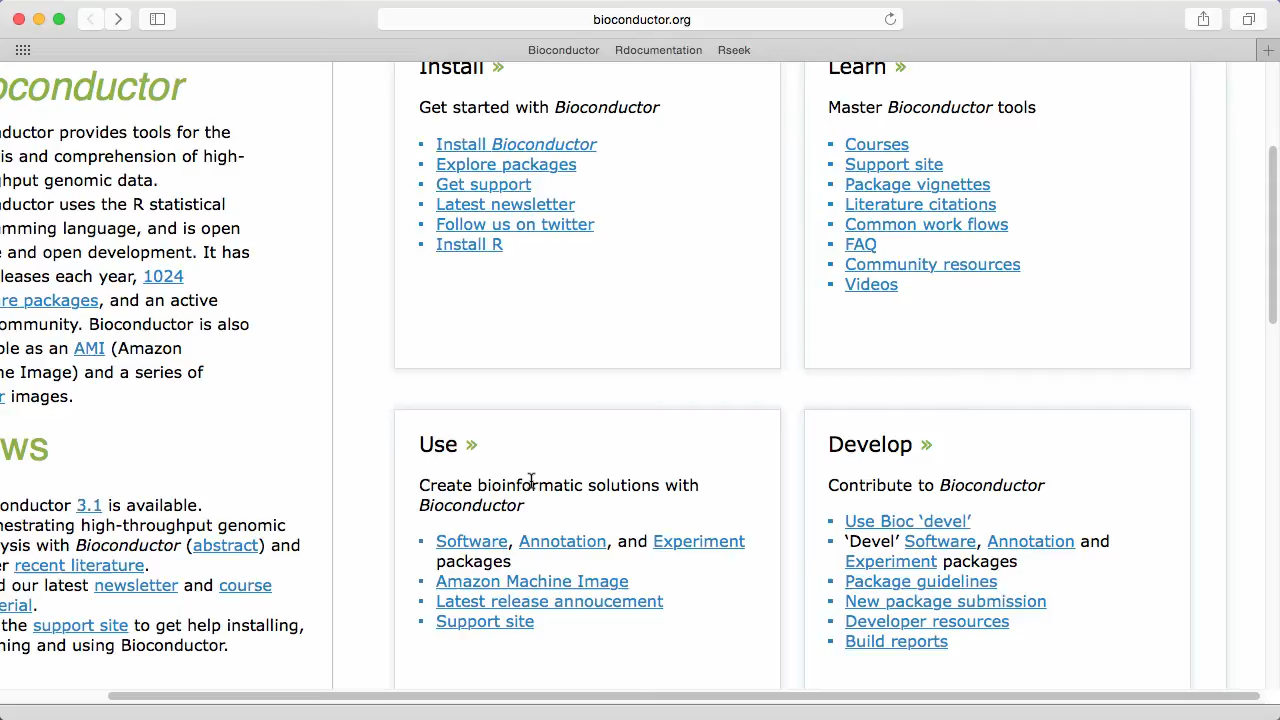 bioconductor.org
Bioconductor Rdocumentation Rseek
oconductor
ductor provides tools for the
is and comprehension of high-
ghput genomic data.
ductor uses the R statistical
mming language, and is open
e and open development. It has
leases each year, 1024
re packages, and an active
ommunity. Bioconductor is also
ble as an AMI (Amazon
ne Image) and a series of
r images.
ws
onductor 3.1 is available.
hestrating high-throughput genomic
ysis with Bioconductor (abstract) and
er recent literature.
d our latest newsletter and course
erial.
the support site to get help installing,
ning and using Bioconductor.
Install »
Get started with Bioconductor
Install Bioconductor
Explore packages
Get support
Latest newsletter
Follow us on twitter
Install R
Learn »
Master Bioconductor tools
Courses
Support site
Package vignettes
Literature citations
Common work flows
FAQ
Community resources
Videos
Use »
Create bioinformatic solutions with
Bioconductor
Software, Annotation, and Experiment
packages
Amazon Machine Image
Latest release annoucement
Support site
Develop »
Contribute to Bioconductor
Use Bioc ‘devel’
‘Devel’ Software, Annotation and
Experiment packages
Package guidelines
New package submission
Developer resources
Build reports